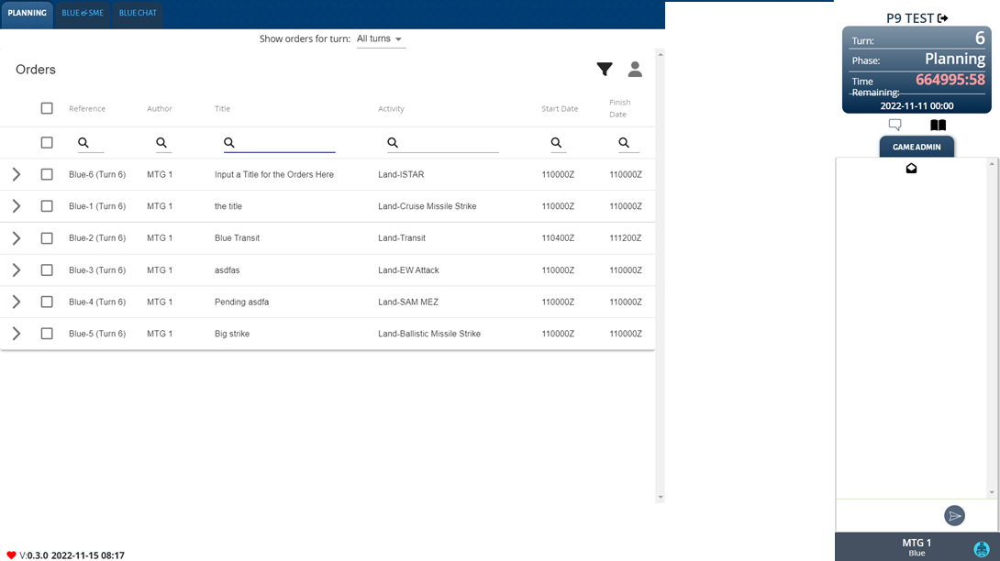 PLANNING
BLUE & SME
BLUE CHAT
Show orders for turn: All turns
Orders
Reference Author Title Activity Start Date Finish Date
Blue-6 (Turn 6) MTG 1 Input a Title for the Orders Here Land-ISTAR 110000Z 110000Z
Blue-1 (Turn 6) MTG 1 the title Land-Cruise Missile Strike 110000Z 110000Z
Blue-2 (Turn 6) MTG 1 Blue Transit Land-Transit 110400Z 111200Z
Blue-3 (Turn 6) MTG 1 asdfas Land-EW Attack 110000Z 110000Z
Blue-4 (Turn 6) MTG 1 Pending asdfa Land-SAM MEZ 110000Z 110000Z
Blue-5 (Turn 6) MTG 1 Big strike Land-Ballistic Missile Strike 110000Z 110000Z
V:0.3.0 2022-11-15 08:17
P9 TEST
Turn: 6
Phase: Planning
Time Remaining: 664995:58
2022-11-11 00:00
GAME ADMIN
MTG 1
Blue